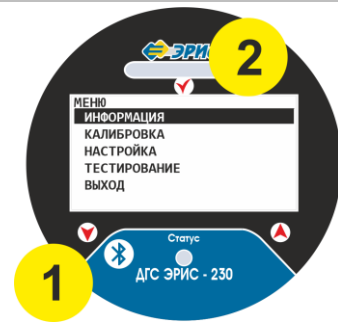 ЭРИС
2
МЕНЮ
ИНФОРМАЦИЯ
КАЛИБРОВКА
НАСТРОЙКА
ТЕСТИРОВАНИЕ
ВЫХОД
Статус
1
ДГС ЭРИС - 230